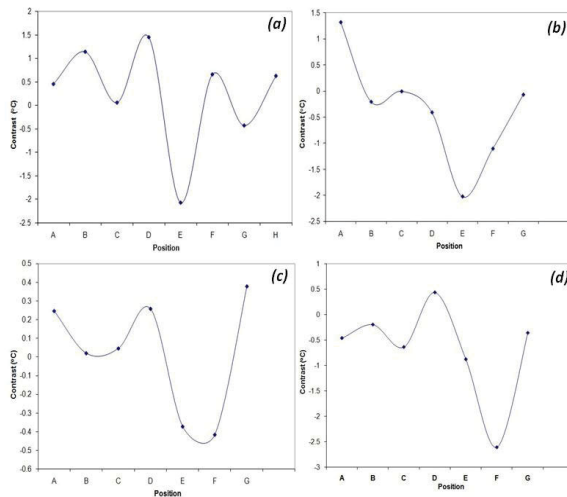 (a)
Contrast (°C)
2
1.5
1
0.5
0
-0.5
-1
-1.5
-2
-2.5
A B C D E F G H
Position
(b)
Contrast (°C)
1.5
1
0.5
0
-0.5
-1
-1.5
-2
-2.5
A B C D E F G
Position
(c)
Contrast (°C)
0.5
0.4
0.3
0.2
0.1
0
-0.1
-0.2
-0.3
-0.4
-0.5
-0.6
A B C D E F G
Position
(d)
Contrast (°C)
1
0.5
0
-0.5
-1
-1.5
-2
-2.5
-3
A B C D E F G
Position